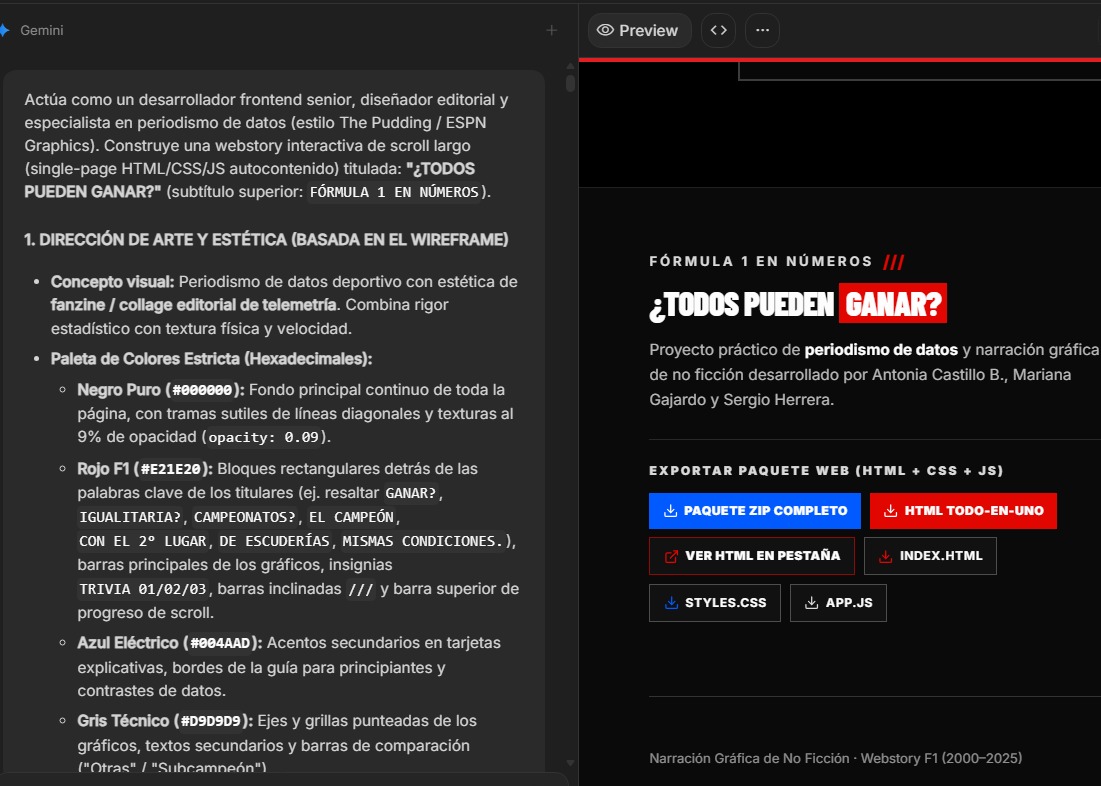 Gemini
Actúa como un desarrollador frontend senior, diseñador editorial y
especialista en periodismo de datos (estilo The Pudding / ESPN
Graphics). Construye una webstory interactiva de scroll largo
(single-page HTML/CSS/JS autocontenido) titulada: "¿TODOS
PUEDEN GANAR?" (subtítulo superior: FÓRMULA 1 EN NÚMEROS).
1. DIRECCIÓN DE ARTE Y ESTÉTICA (BASADA EN EL WIREFRAME)
• Concepto visual: Periodismo de datos deportivo con estética de
fanzine / collage editorial de telemetría. Combina rigor
estadístico con textura física y velocidad.
• Paleta de Colores Estricta (Hexadecimales):
◦ Negro Puro (#000000): Fondo principal continuo de toda la
página, con tramas sutiles de líneas diagonales y texturas al
9% de opacidad (opacity: 0.09).
◦ Rojo F1 (#E21E20): Bloques rectangulares detrás de las
palabras clave de los titulares (ej. resaltar GANAR?,
IGUALITARIA?, CAMPEONATOS?, EL CAMPEÓN,
CON EL 2º LUGAR, DE ESCUDERÍAS, MISMAS CONDICIONES.),
barras principales de los gráficos, insignias
TRIVIA 01/02/03, barras inclinadas /// y barra superior de
progreso de scroll.
◦ Azul Eléctrico (#004AAD): Acentos secundarios en tarjetas
explicativas, bordes de la guía para principiantes y
contrastes de datos.
◦ Gris Técnico (#D9D9D9): Ejes y grillas punteadas de los
gráficos, textos secundarios y barras de comparación
("Otras" / "Subcampeón")
Preview
FÓRMULA 1 EN NÚMEROS ///
¿TODOS PUEDEN GANAR?
Proyecto práctico de periodismo de datos y narración gráfica
de no ficción desarrollado por Antonia Castillo B., Mariana
Gajardo y Sergio Herrera.
EXPORTAR PAQUETE WEB (HTML + CSS + JS)
PAQUETE ZIP COMPLETO
HTML TODO-EN-UNO
VER HTML EN PESTAÑA
INDEX.HTML
STYLES.CSS
APP.JS
Narración Gráfica de No Ficción · Webstory F1 (2000–2025)